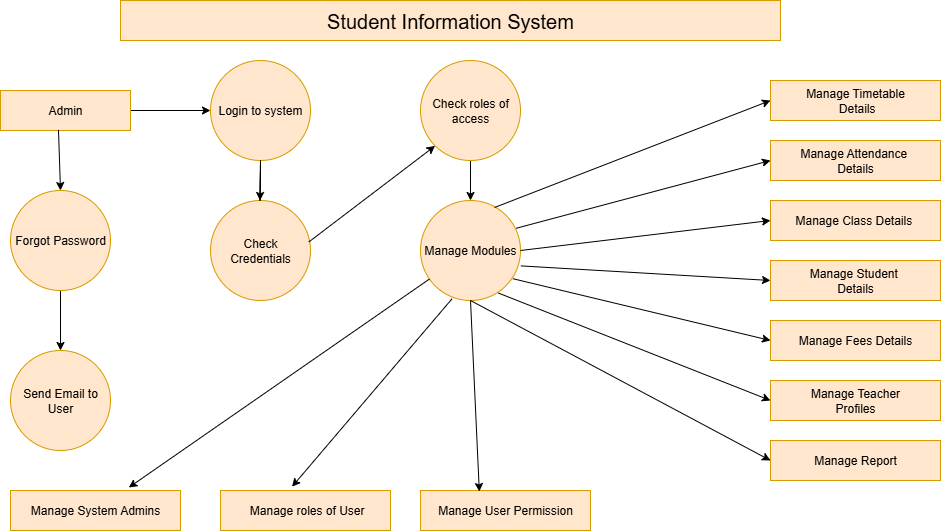 Student Information System
Admin
Login to system
Check roles of
access
Manage Timetable
Details
Manage Attendance
Details
Forgot Password
Check
Credentials
Manage Modules
Manage Class Details
Manage Student
Details
Manage Fees Details
Send Email to
User
Manage Teacher
Profiles
Manage Report
Manage System Admins
Manage roles of User
Manage User Permission